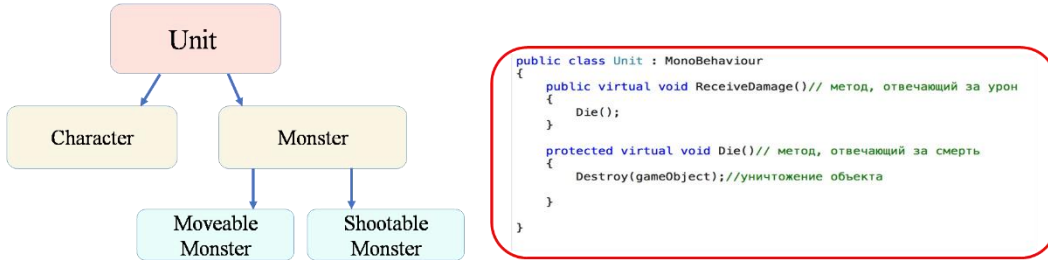 Unit
Character
Monster
Moveable
Monster
Shootable
Monster
public class Unit : MonoBehaviour
{
    public virtual void ReceiveDamage()// метод, отвечающий за урон
    {
        Die();
    }
    protected virtual void Die()// метод, отвечающий за смерть
    {
        Destroy(gameObject);//уничтожение объекта
    }
}